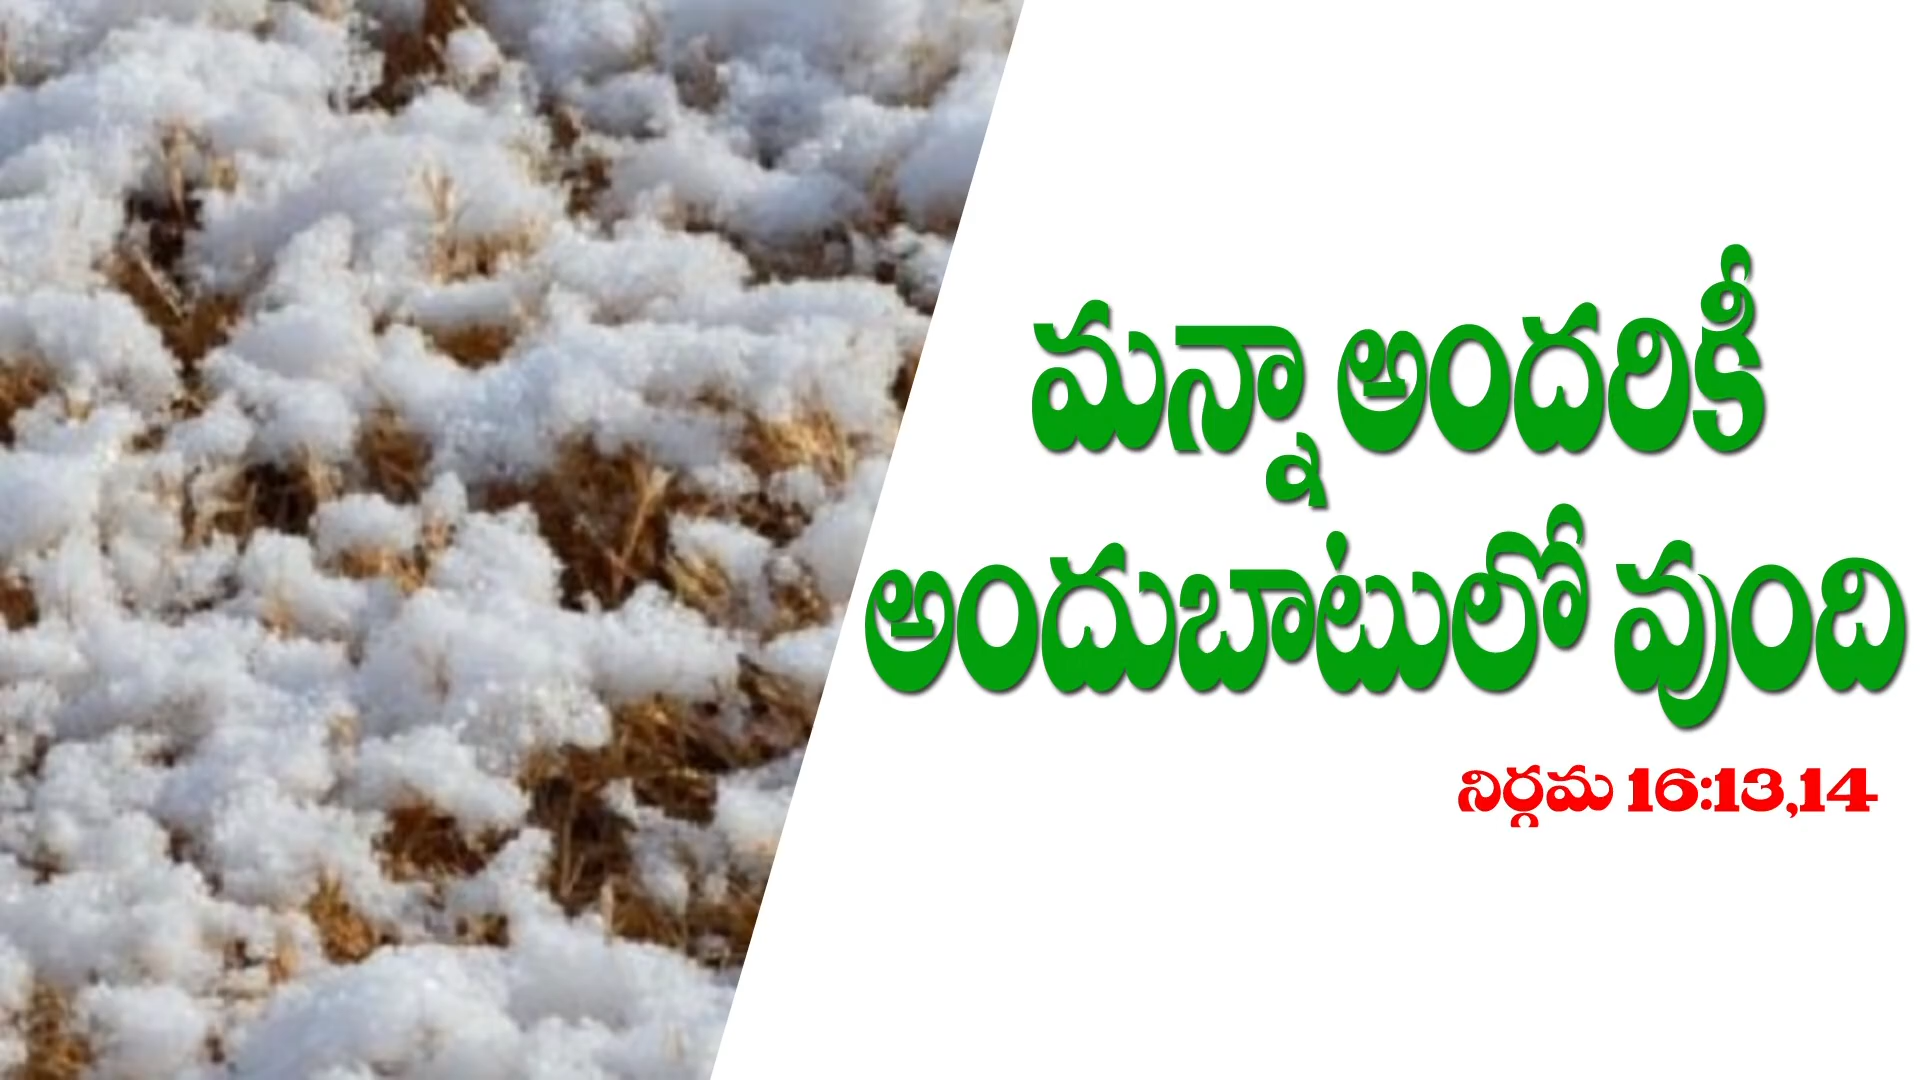 మన్నా అందరికీ
అందుబాటులో వుంది
నిర్గమ 16:13,14